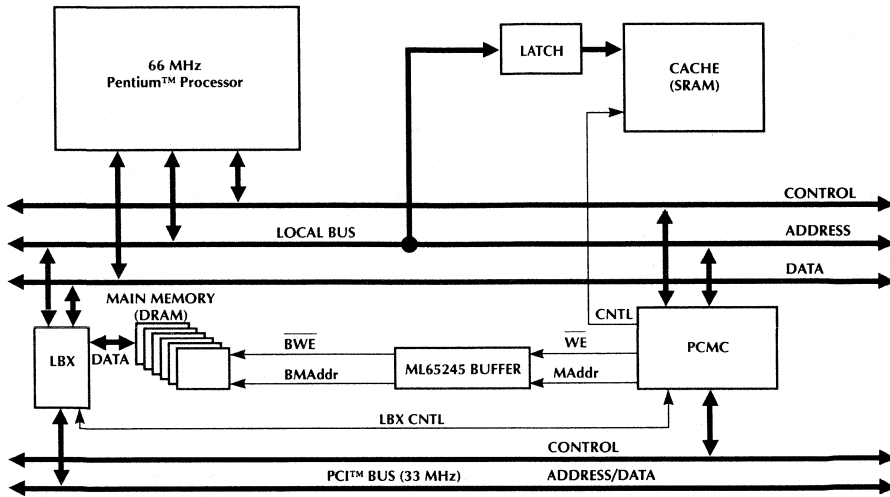 66 MHz
Pentium™ Processor
LATCH
CACHE
(SRAM)
CONTROL
LOCAL BUS
ADDRESS
DATA
MAIN MEMORY
(DRAM)
CNTL
LBX
DATA
BWE
BMAddr
ML65245 BUFFER
WE
MAddr
PCMC
LBX CNTL
CONTROL
PCI™ BUS (33 MHz)
ADDRESS/DATA